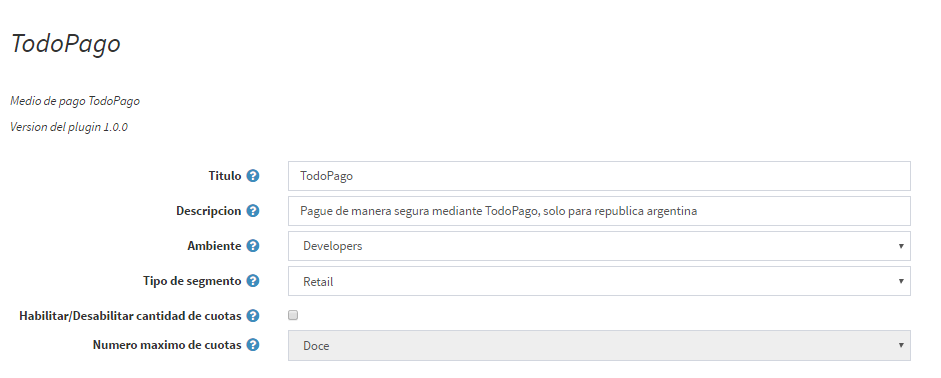 TodoPago
Medio de pago TodoPago
Version del plugin 1.0.0
Titulo ? TodoPago
Descripcion ? Pague de manera segura mediante TodoPago, solo para republica argentina
Ambiente ? Developers
Tipo de segmento ? Retail
Habilitar/Desabilitar cantidad de cuotas ?
Numero maximo de cuotas ? Doce